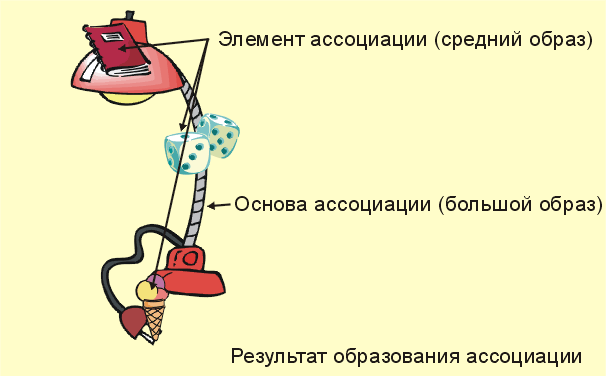 Элемент ассоциации (средний образ)
Основа ассоциации (большой образ)
Результат образования ассоциации